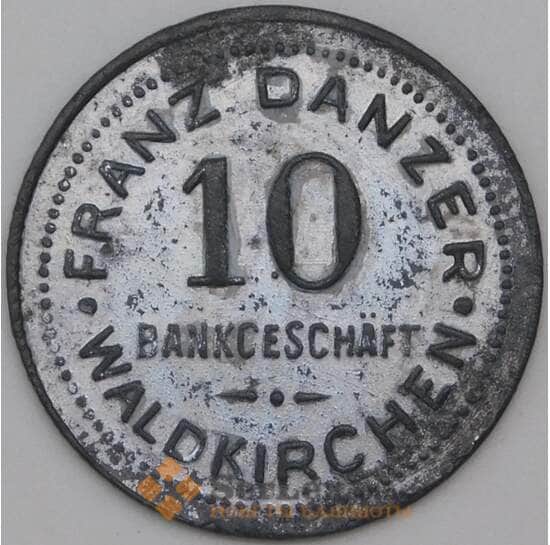 · FRANZ DANZER ·
10
BANKGESCHÄFT
WALDKIRCHEN